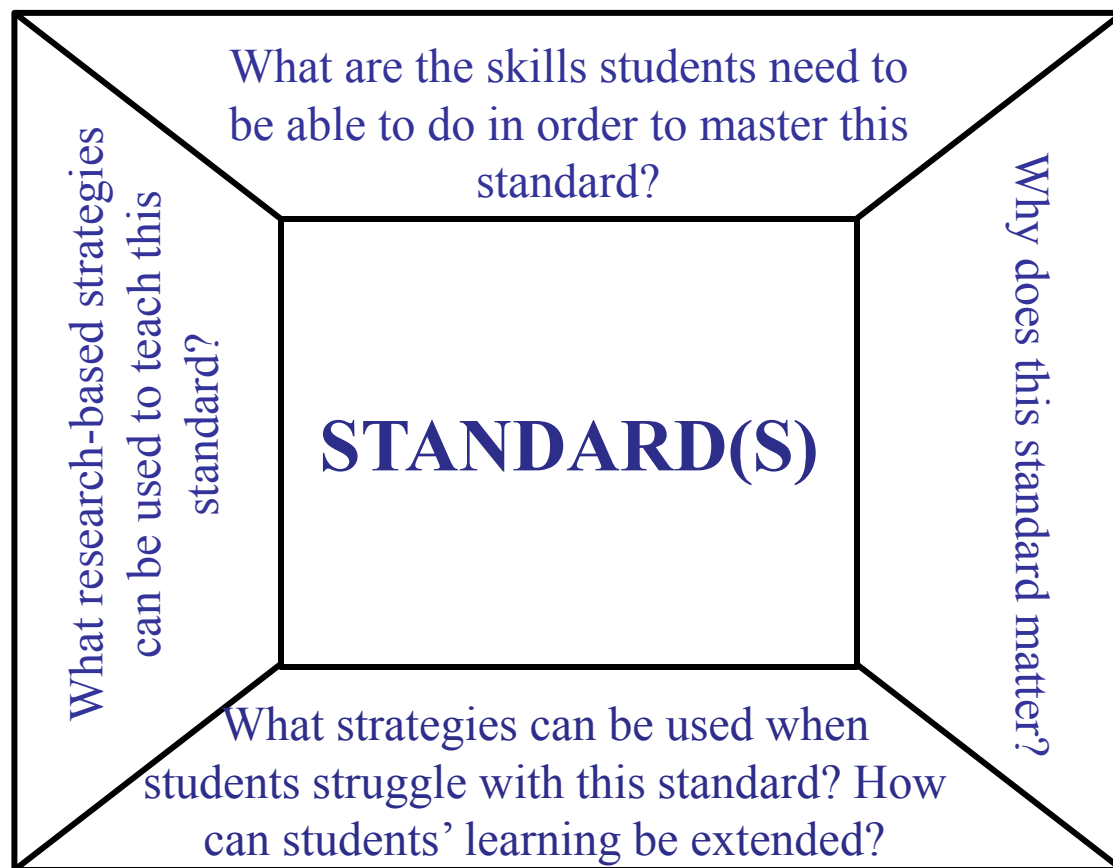 What are the skills students need to
be able to do in order to master this
standard?
What research-based strategies
can be used to teach this
standard?
STANDARD(S)
Why does this standard matter?
What strategies can be used when
students struggle with this standard? How
can students’ learning be extended?